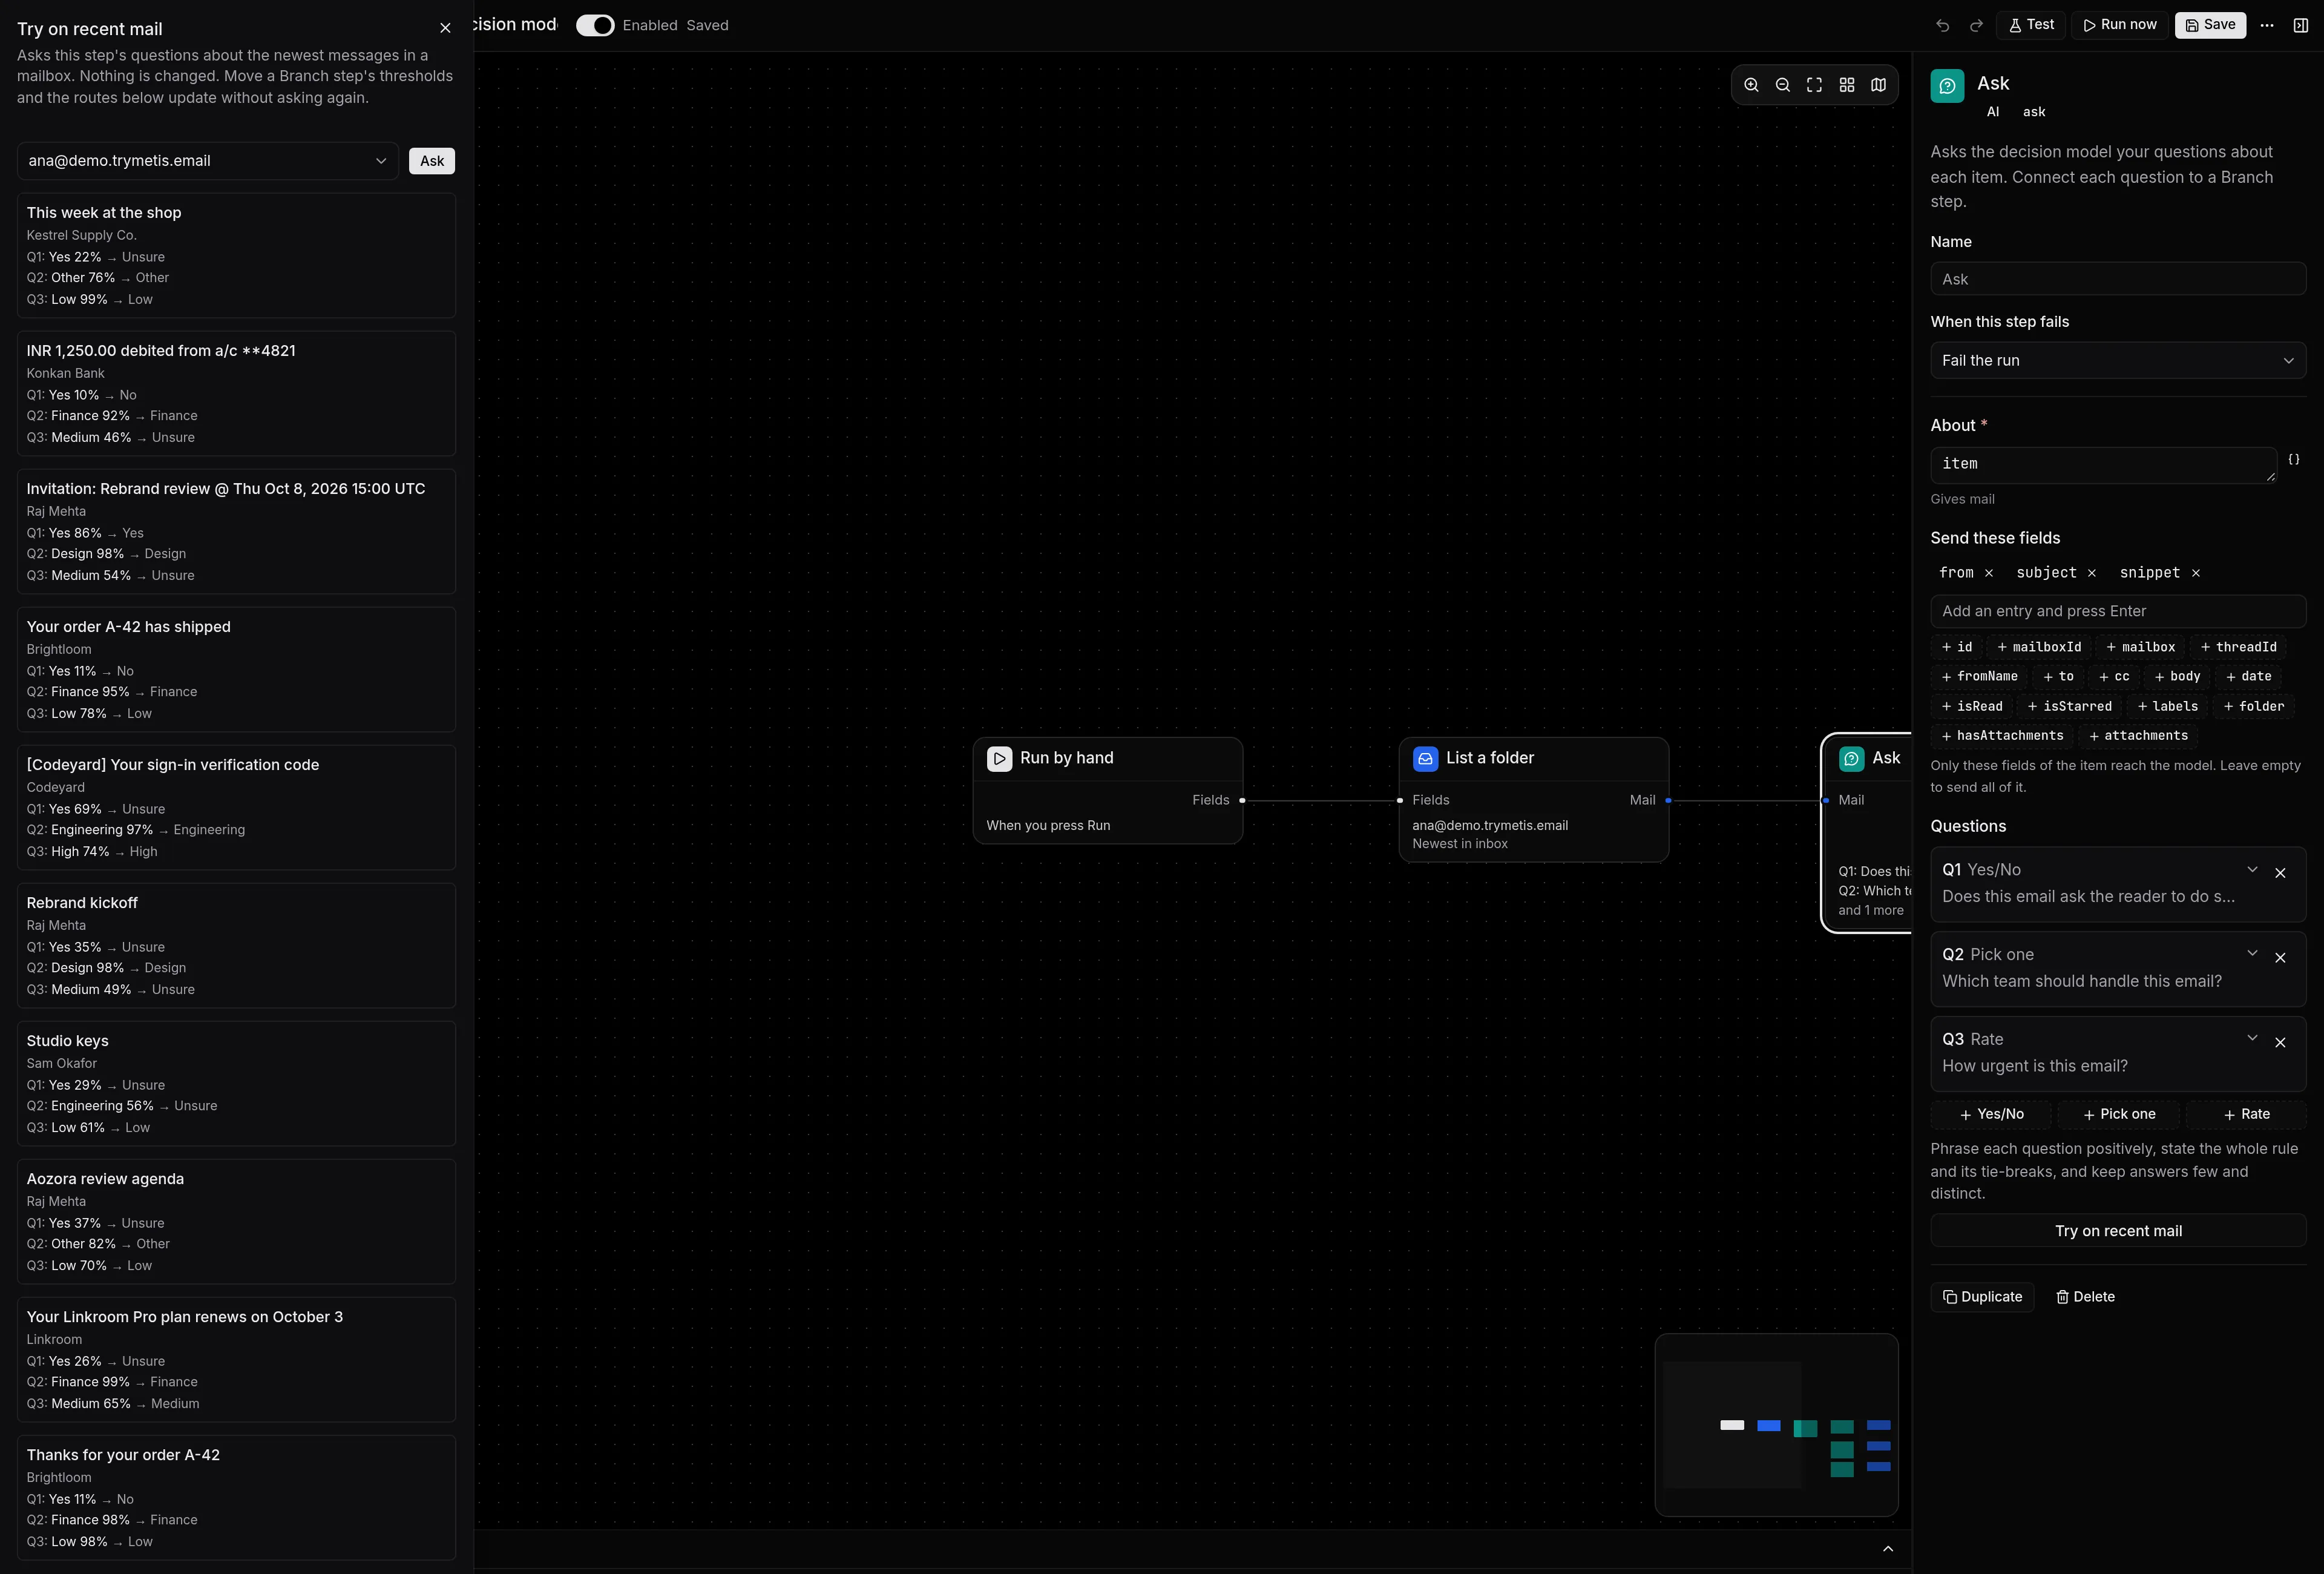 Try on recent mail
Asks this step's questions about the newest messages in a
mailbox. Nothing is changed. Move a Branch step's thresholds
and the routes below update without asking again.
ana@demo.trymetis.email
Ask
This week at the shop
Kestrel Supply Co.
Q1: Yes 22% → Unsure
Q2: Other 76% → Other
Q3: Low 99% → Low
INR 1,250.00 debited from a/c **4821
Konkan Bank
Q1: Yes 10% → No
Q2: Finance 92% → Finance
Q3: Medium 46% → Unsure
Invitation: Rebrand review @ Thu Oct 8, 2026 15:00 UTC
Raj Mehta
Q1: Yes 86% → Yes
Q2: Design 98% → Design
Q3: Medium 54% → Unsure
Your order A-42 has shipped
Brightloom
Q1: Yes 11% → No
Q2: Finance 95% → Finance
Q3: Low 78% → Low
[Codeyard] Your sign-in verification code
Codeyard
Q1: Yes 69% → Unsure
Q2: Engineering 97% → Engineering
Q3: High 74% → High
Rebrand kickoff
Raj Mehta
Q1: Yes 35% → Unsure
Q2: Design 98% → Design
Q3: Medium 49% → Unsure
Studio keys
Sam Okafor
Q1: Yes 29% → Unsure
Q2: Engineering 56% → Unsure
Q3: Low 61% → Low
Aozora review agenda
Raj Mehta
Q1: Yes 37% → Unsure
Q2: Other 82% → Other
Q3: Low 70% → Low
Your Linkroom Pro plan renews on October 3
Linkroom
Q1: Yes 26% → Unsure
Q2: Finance 99% → Finance
Q3: Medium 65% → Medium
Thanks for your order A-42
Brightloom
Q1: Yes 11% → No
Q2: Finance 98% → Finance
Q3: Low 98% → Low
cision mod
Enabled Saved
Test
Run now
Save
Run by hand
Fields
When you press Run
List a folder
Fields
Mail
ana@demo.trymetis.email
Newest in inbox
Ask
Mail
Q1: Does thi
Q2: Which t
and 1 more
Ask
AI ask
Asks the decision model your questions about
each item. Connect each question to a Branch
step.
Name
Ask
When this step fails
Fail the run
About *
item
{}
Gives mail
Send these fields
from × subject × snippet ×
Add an entry and press Enter
+ id + mailboxId + mailbox + threadId
+ fromName + to + cc + body + date
+ isRead + isStarred + labels + folder
+ hasAttachments + attachments
Only these fields of the item reach the model. Leave empty
to send all of it.
Questions
Q1 Yes/No
Does this email ask the reader to do s...
Q2 Pick one
Which team should handle this email?
Q3 Rate
How urgent is this email?
+ Yes/No + Pick one + Rate
Phrase each question positively, state the whole rule
and its tie-breaks, and keep answers few and
distinct.
Try on recent mail
Duplicate
Delete